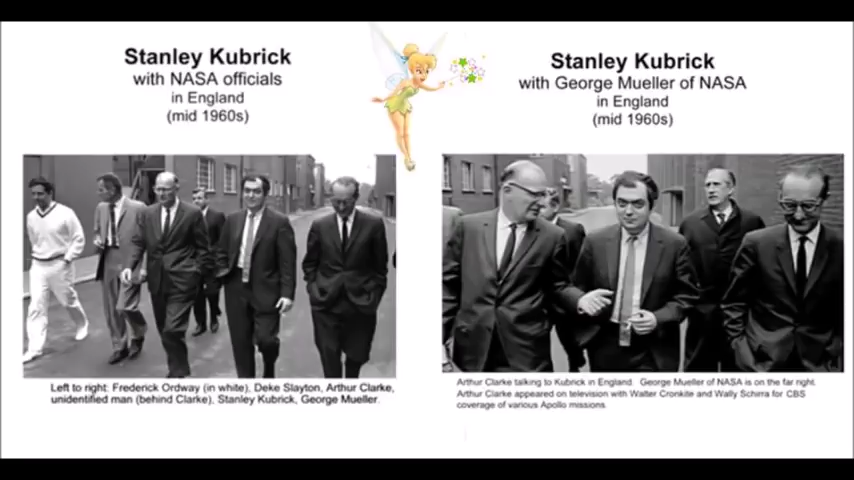 Stanley Kubrick
with NASA officials
in England
(mid 1960s)
Left to right: Frederick Ordway (in white), Deke Slayton, Arthur Clarke,
unidentified man (behind Clarke), Stanley Kubrick, George Mueller.
Stanley Kubrick
with George Mueller of NASA
in England
(mid 1960s)
Arthur Clarke talking to Kubrick in England. George Mueller of NASA is on the far right.
Arthur Clarke appeared on television with Walter Cronkite and Wally Schirra for CBS
coverage of various Apollo missions.